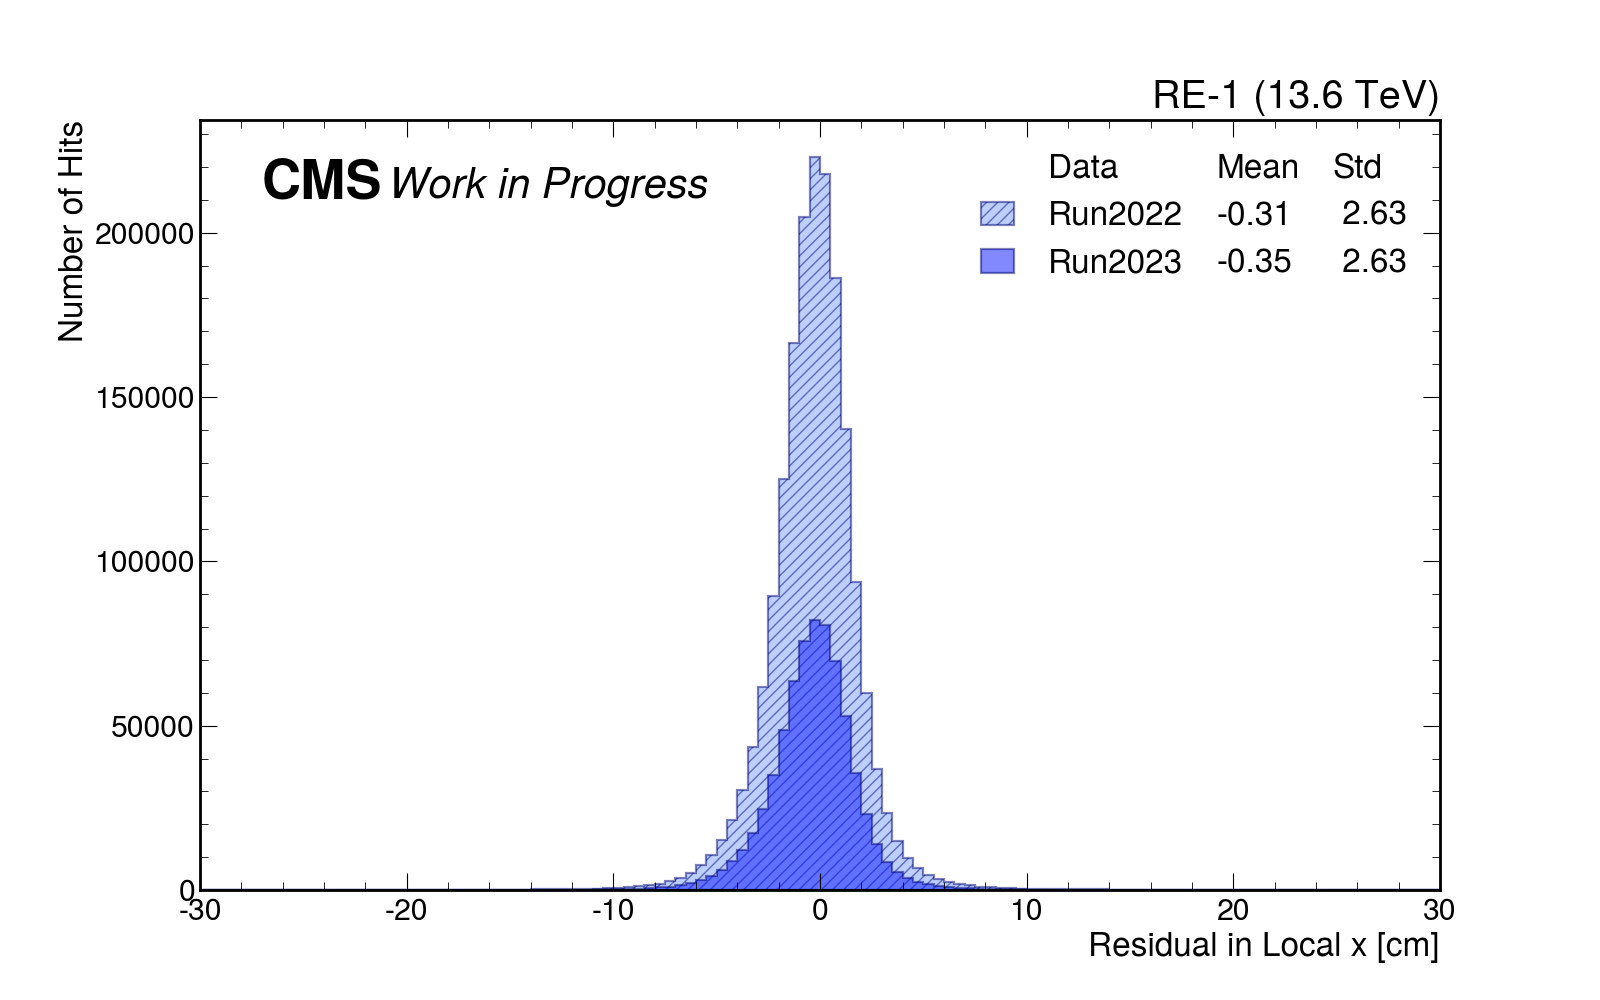 RE-1 (13.6 TeV)
Number of Hits
CMS Work in Progress
Data Mean Std
Run2022 -0.31 2.63
Run2023 -0.35 2.63
200000
150000
100000
50000
0
-30 -20 -10 0 10 20 30
Residual in Local x [cm]